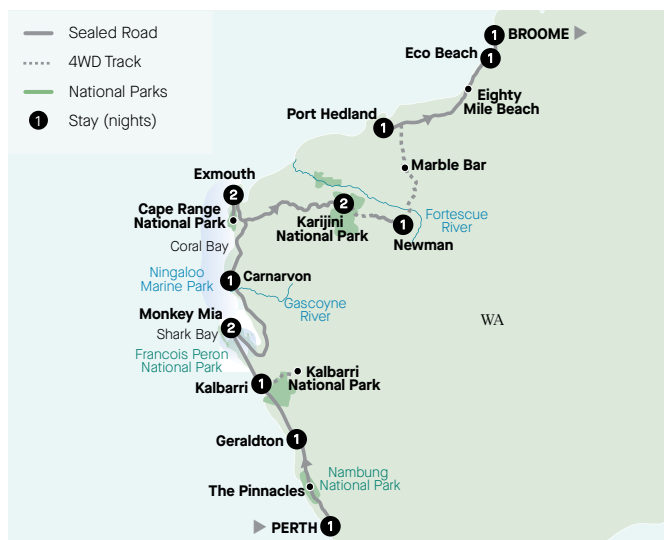 Sealed Road
4WD Track
National Parks
1 Stay (nights)
1 BROOME
Eco Beach 1
Eighty
Mile Beach
Port Hedland
1
Marble Bar
Exmouth
2
Cape Range
National Park
2
Karijini
National Park
1
Newman
Fortescue
River
Coral Bay
Ningaloo
Marine Park
1 Carnarvon
Gascoyne
River
Monkey Mia
2
Shark Bay
WA
Francois Peron
National Park
Kalbarri
National Park
Kalbarri 1
Geraldton 1
Nambung
National Park
The Pinnacles
PERTH 1